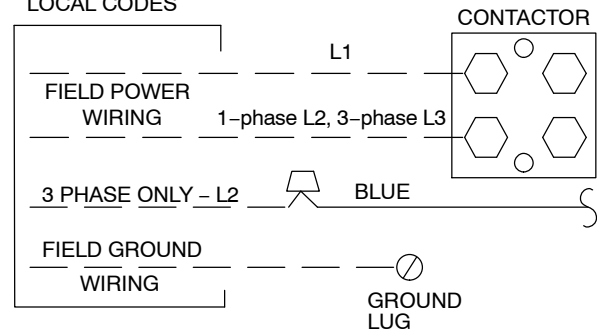 LOCAL CODES
CONTACTOR
L1
FIELD POWER
WIRING
1–phase L2, 3–phase L3
3 PHASE ONLY – L2
BLUE
FIELD GROUND
WIRING
GROUND
LUG